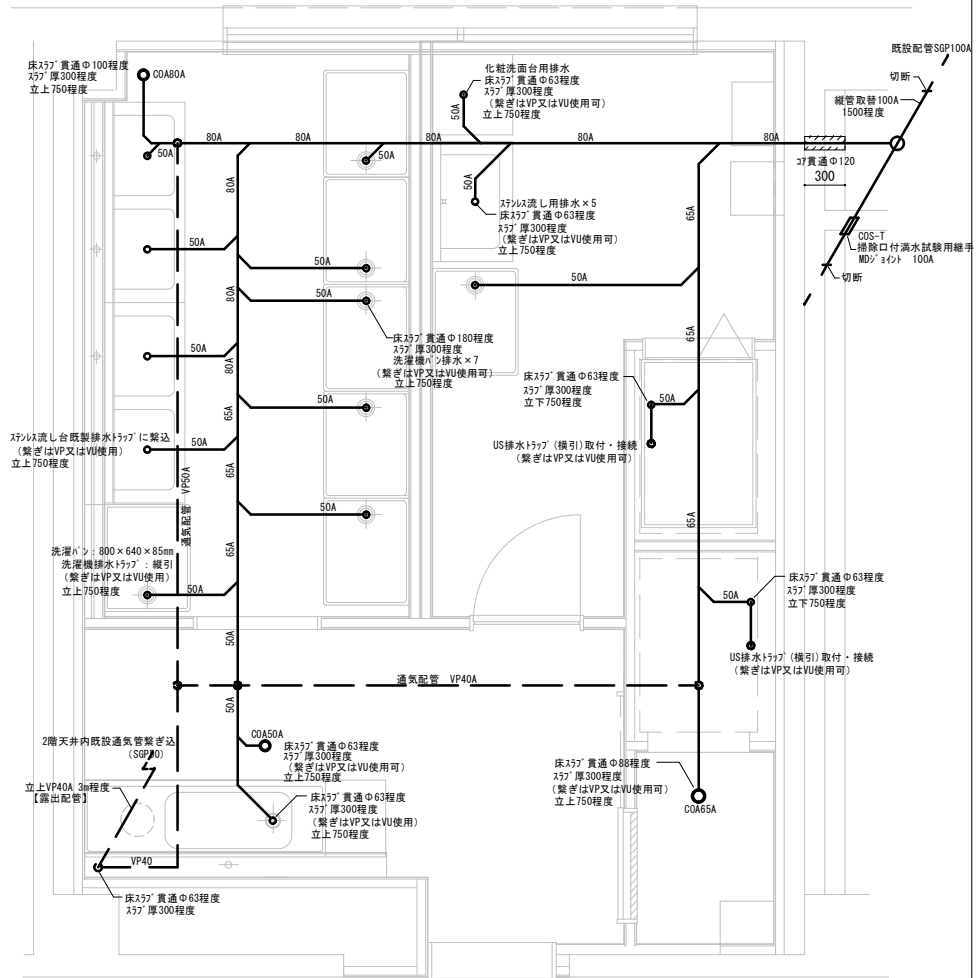 床ｽﾗﾌﾞ貫通Φ100程度
ｽﾗﾌﾞ厚300程度
立上750程度
COA80A
50A
80A
80A
80A
80A
80A
化粧洗面台用排水
床ｽﾗﾌﾞ貫通Φ63程度
ｽﾗﾌﾞ厚300程度
(繋ぎはVP又はVU使用可)
立上750程度
50A
50A
50A
ｽﾃﾝﾚｽ流し用排水×5
床ｽﾗﾌﾞ貫通Φ63程度
ｽﾗﾌﾞ厚300程度
(繋ぎはVP又はVU使用可)
立上750程度
既設配管SGP100A
切断
縦管取替100A
1500程度
ｺｱ貫通Φ120
300
COS-T
掃除口付満水試験用継手
MDｼﾞｮｲﾝﾄ 100A
切断
80A
65A
50A
50A
50A
80A
50A
床ｽﾗﾌﾞ貫通Φ180程度
ｽﾗﾌﾞ厚300程度
洗濯機ﾊﾟﾝ排水×7
(繋ぎはVP又はVU使用可)
立上750程度
50A
80A
65A
50A
65A
床ｽﾗﾌﾞ貫通Φ63程度
ｽﾗﾌﾞ厚300程度
立下750程度
50A
US排水ﾄﾗｯﾌﾟ(横引)取付・接続
(繋ぎはVP又はVU使用可)
ｽﾃﾝﾚｽ流し台既製排水ﾄﾗｯﾌﾟに繋込
(繋ぎはVP又はVU使用)
立上750程度
50A
65A
通気配管 VP50A
50A
65A
65A
洗濯ﾊﾟﾝ：800×640×85mm
洗濯機排水ﾄﾗｯﾌﾟ：縦引
(繋ぎはVP又はVU使用)
立上750程度
50A
50A
床ｽﾗﾌﾞ貫通Φ63程度
ｽﾗﾌﾞ厚300程度
立下750程度
50A
US排水ﾄﾗｯﾌﾟ(横引)取付・接続
(繋ぎはVP又はVU使用可)
通気配管 VP40A
50A
COA50A
床ｽﾗﾌﾞ貫通Φ63程度
ｽﾗﾌﾞ厚300程度
(繋ぎはVP又はVU使用可)
立上750程度
2階天井内既設通気管繋ぎ込
立上VP40A 3m程度
【露出配管】
VP40
床ｽﾗﾌﾞ貫通Φ63程度
ｽﾗﾌﾞ厚300程度
床ｽﾗﾌﾞ貫通Φ63程度
ｽﾗﾌﾞ厚300程度
(繋ぎはVP又はVU使用)
立上750程度
床ｽﾗﾌﾞ貫通Φ88程度
ｽﾗﾌﾞ厚300程度
(繋ぎはVP又はVU使用可)
立上750程度
COA65A